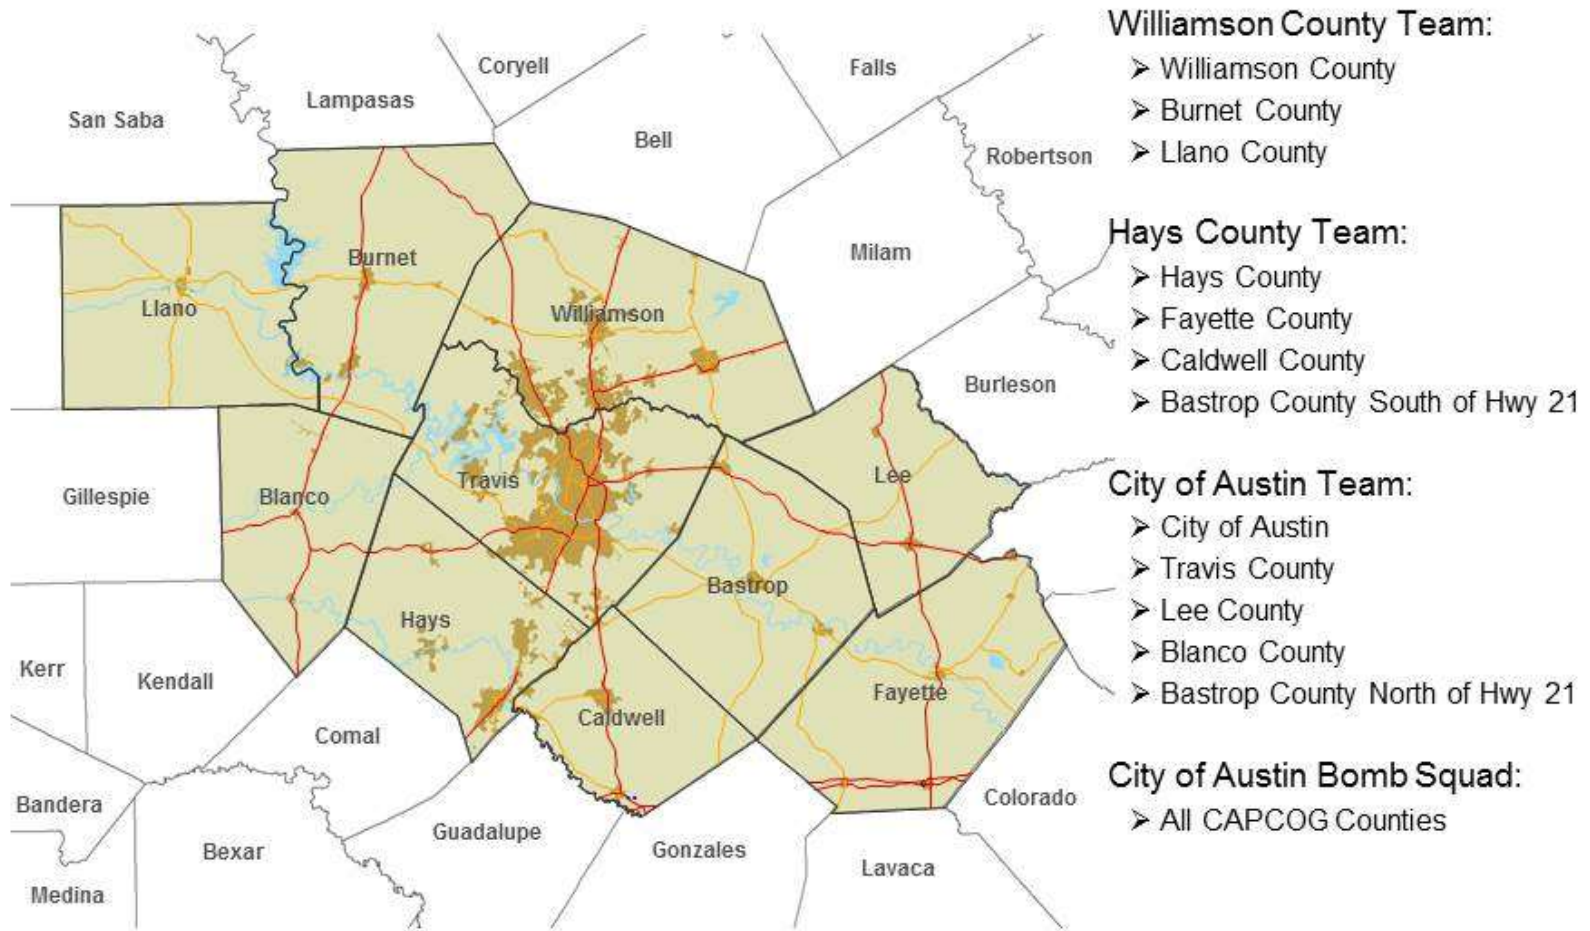 Williamson County Team:
➢ Williamson County
➢ Burnet County
➢ Llano County
Hays County Team:
➢ Hays County
➢ Fayette County
➢ Caldwell County
➢ Bastrop County South of Hwy 21
City of Austin Team:
➢ City of Austin
➢ Travis County
➢ Lee County
➢ Blanco County
➢ Bastrop County North of Hwy 21
City of Austin Bomb Squad:
➢ All CAPCOG Counties
Coryell
Falls
Lampasas
San Saba
Bell
Robertson
Milam
Burnet
Llano
Williamson
Burleson
Lee
Travis
Gillespie
Blanco
Bastrop
Hays
Kerr
Kendall
Fayette
Caldwell
Comal
Colorado
Bandera
Guadalupe
Bexar
Gonzales
Lavaca
Medina